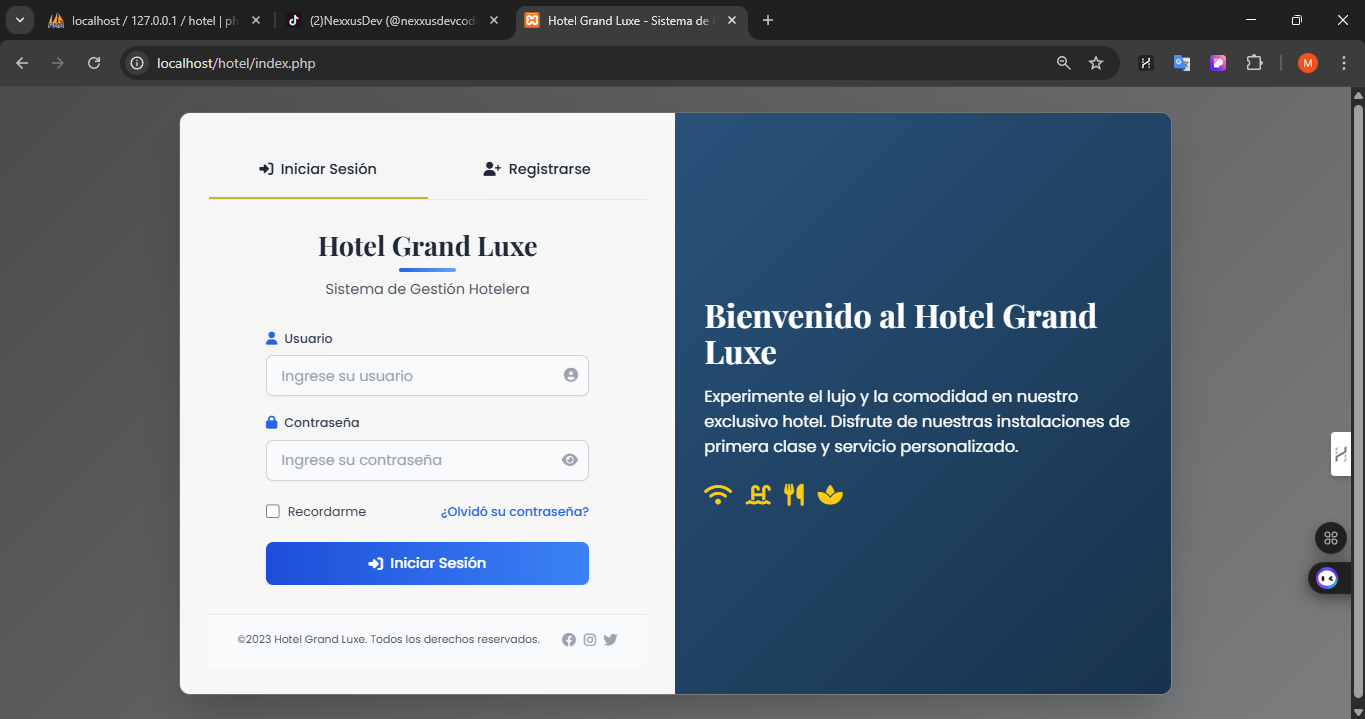 localhost / 127.0.0.1 / hotel | ph
(2)NexxusDev (@nexxusdevcod
Hotel Grand Luxe - Sistema de
localhost/hotel/index.php
M
Iniciar Sesión
Registrarse
Hotel Grand Luxe
Sistema de Gestión Hotelera
Usuario
Ingrese su usuario
Contraseña
Ingrese su contraseña
Recordarme
¿Olvidó su contraseña?
Iniciar Sesión
©2023 Hotel Grand Luxe. Todos los derechos reservados.
Bienvenido al Hotel Grand
Luxe
Experimente el lujo y la comodidad en nuestro
exclusivo hotel. Disfrute de nuestras instalaciones de
primera clase y servicio personalizado.